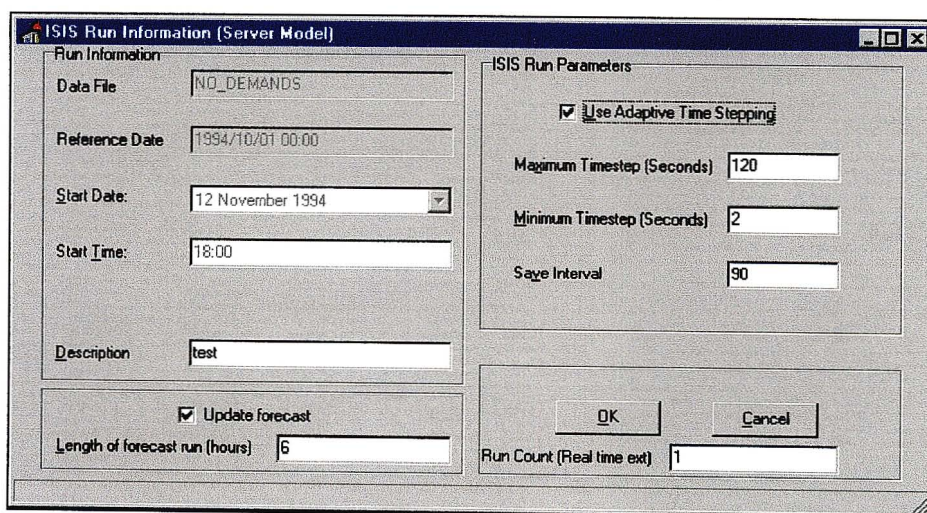 ISIS Run Information (Server Model)
Run Information
Data File NO_DEMANDS
Reference Date 1994/10/01 00:00
Start Date: 12 November 1994
Start Time: 18:00
Description test
Update forecast
Length of forecast run (hours) 6
ISIS Run Parameters
Use Adaptive Time Stepping
Maximum Timestep (Seconds) 120
Minimum Timestep (Seconds) 2
Save Interval 90
OK Cancel
Run Count (Real time ext) 1